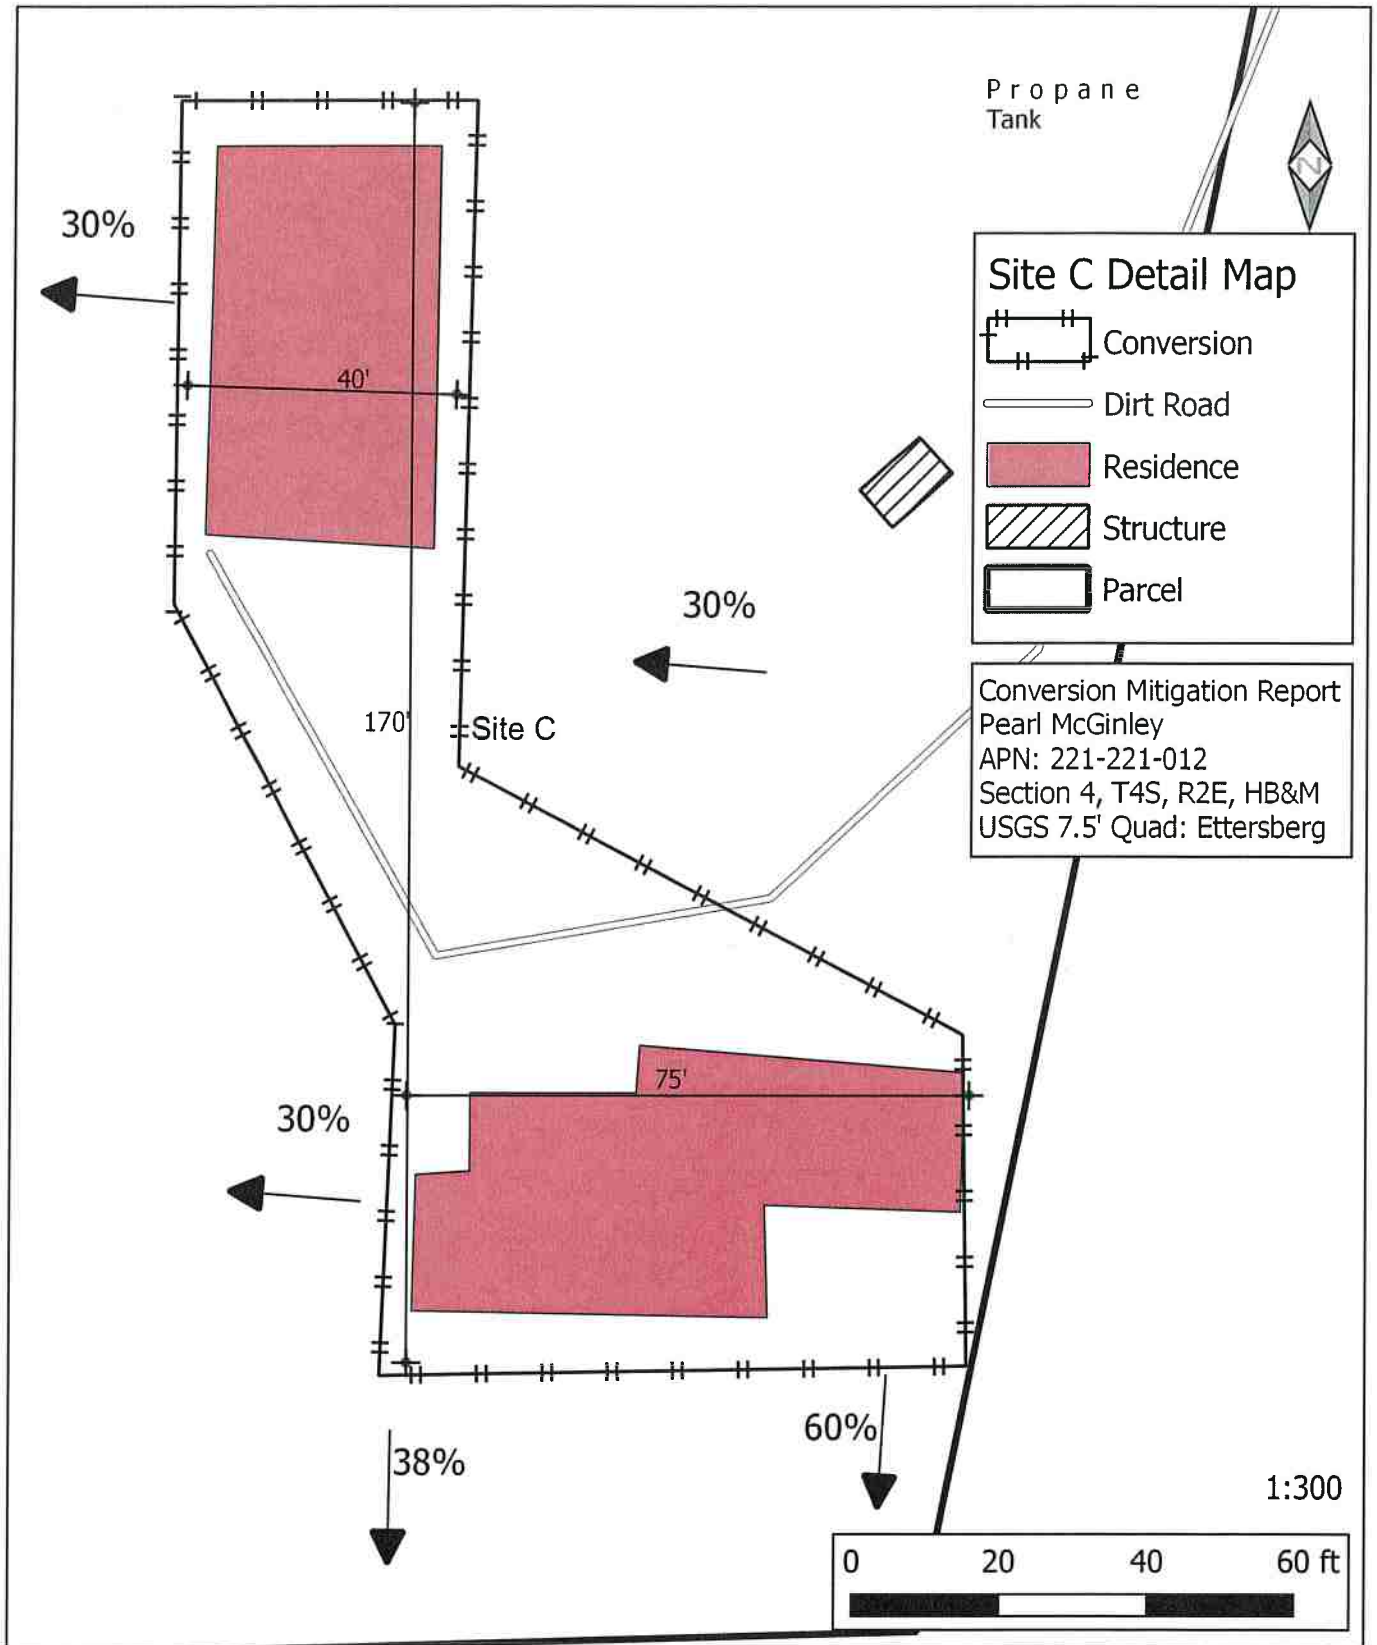 Propane
Tank
N
30%
Site C Detail Map
Conversion
40'
Dirt Road
Residence
Structure
Parcel
30%
170'
Site C
Conversion Mitigation Report
Pearl McGinley
APN: 221-221-012
Section 4, T4S, R2E, HB&M
USGS 7.5' Quad: Ettersberg
75'
30%
60%
38%
1:300
0 20 40 60 ft